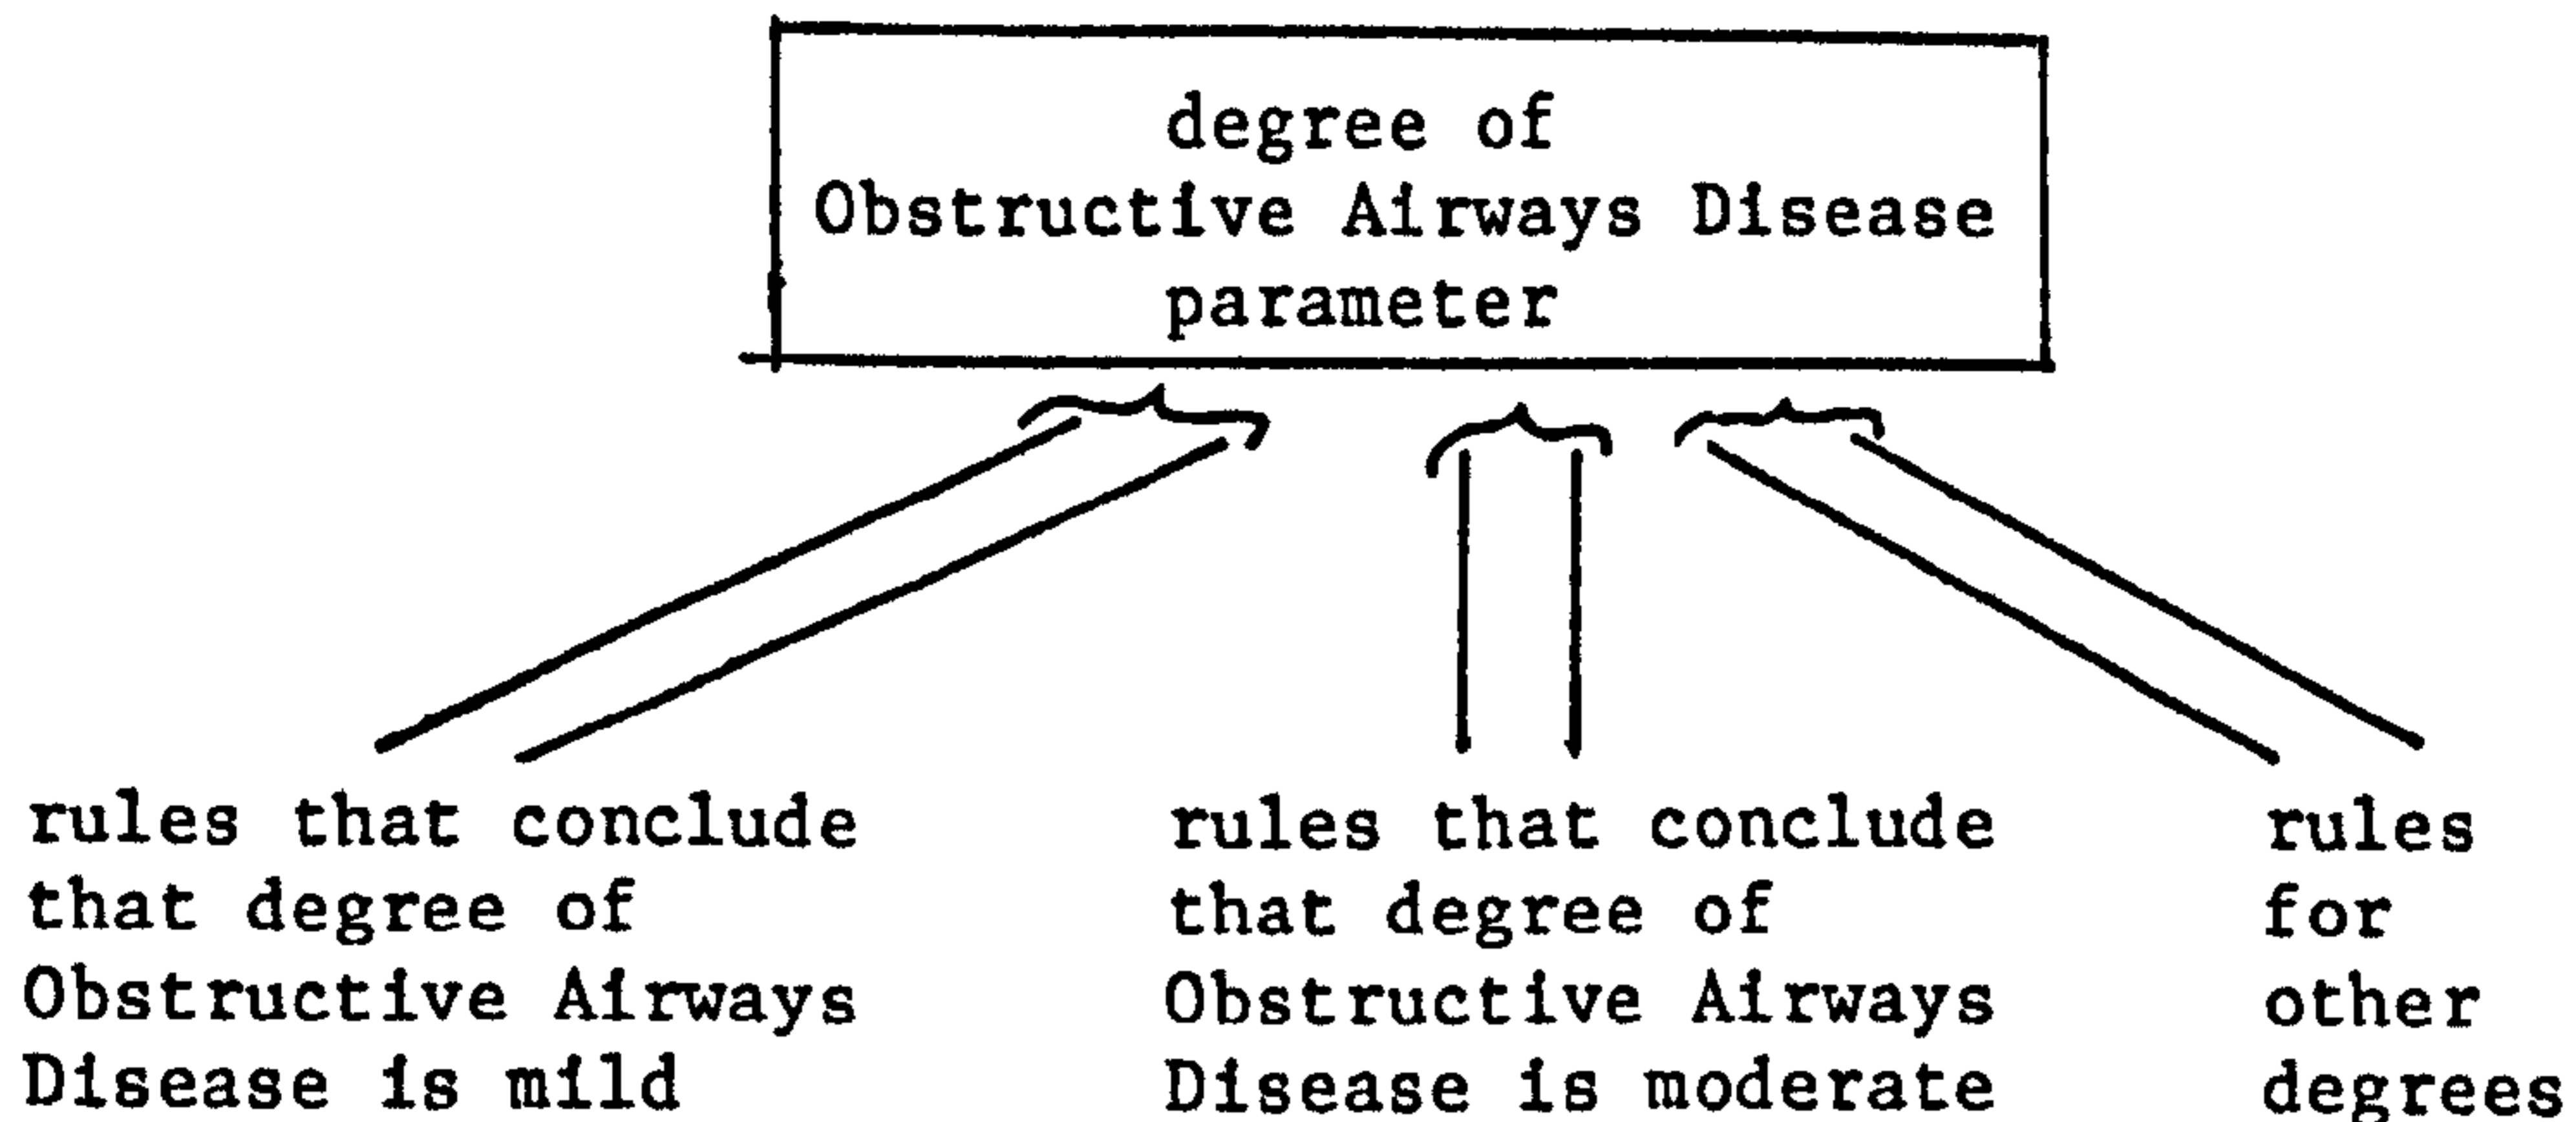 degree of
Obstructive Airways Disease
parameter
rules that conclude
that degree of
Obstructive Airways
Disease is mild
rules that conclude
that degree of
Obstructive Airways
Disease is moderate
rules
for
other
degrees